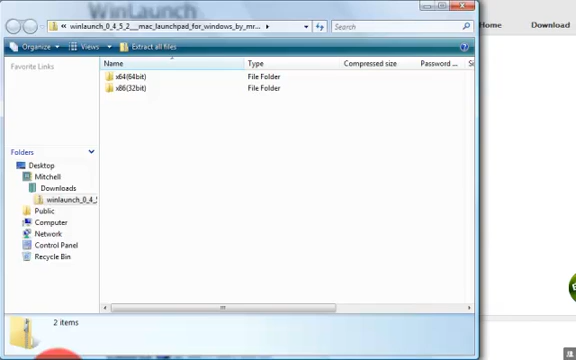 WinLaunch
Home Download
« winlaunch_0_4_5_2__mac_launchpad_for_windows_by_mr... ▸
Search
Organize Views Extract all files
Favorite Links
Name Type Compressed size Password ... Si
x64(64bit) File Folder
x86(32bit) File Folder
Folders
Desktop
Mitchell
Downloads
winlaunch_0_4_5
Public
Computer
Network
Control Panel
Recycle Bin
2 items